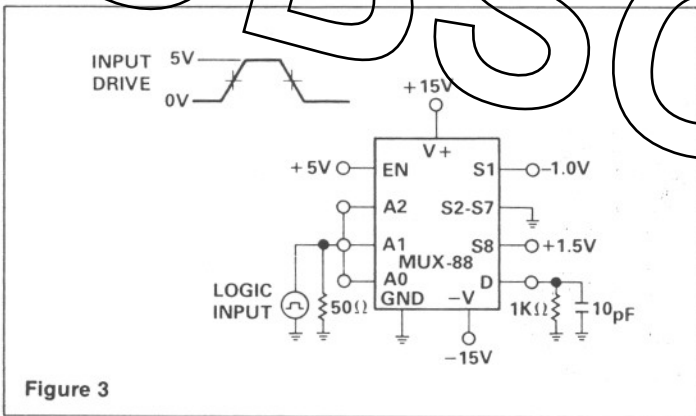 OBSO
INPUT DRIVE
5V
0V
+15V
V+
+5V
EN
S1
-1.0V
A2
S2-S7
A1
S8
+1.5V
MUX-88
A0
D
LOGIC INPUT
50Ω
GND
-V
1KΩ
10pF
-15V
Figure 3